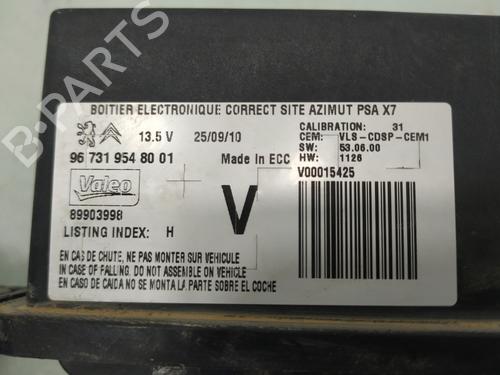 BOITIER ELECTRONIQUE CORRECT SITE AZIMUT PSA X7
13.5 V 25/09/10
CALIBRATION: 31
CEM: VLS-CDSP-CEM1
SW: 53.06.00
HW: 1126
96 731 954 80 01
Made in ECC
V00015425
Valeo
V
89903998
LISTING INDEX: H
EN CAS DE CHUTE, NE PAS MONTER SUR VEHICULE
IN CASE OF FALLING, DO NOT ASSEMBLE ON VEHICLE
EN CASO DE CAIDA NO SE MONTA LA PARTE SOBRE EL COCHE
B-PARTS